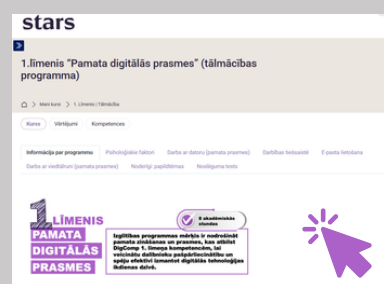 stars
1.līmenis "Pamata digitālās prasmes" (tālmācības
programma)
Mani kursi > 1. Līmenis | Tālmācība
Kurss Vērtējumi Kompetences
Informācija par programmu Psiholoģiskie faktori Darbs ar datoru (pamata prasmes) Darbības tiešsaistē E-pasta lietošana
Darbs ar viedtālruni (pamata prasmes) Noderīgi papildtēmas Noslēguma tests
1.LĪMENIS
PAMATA
DIGITĀLĀS
PRASMES
8 akadēmiskās
stundas
Izglītības programmas mērķis ir nodrošināt
pamata zināšanas un prasmes, kas atbilst
DigComp 1. līmeņa kompetencēm, lai
veicinātu dalībnieku pašpārliecinātību un
spēju efektīvi izmantot digitālās tehnoloģijas
ikdienas dzīvē.